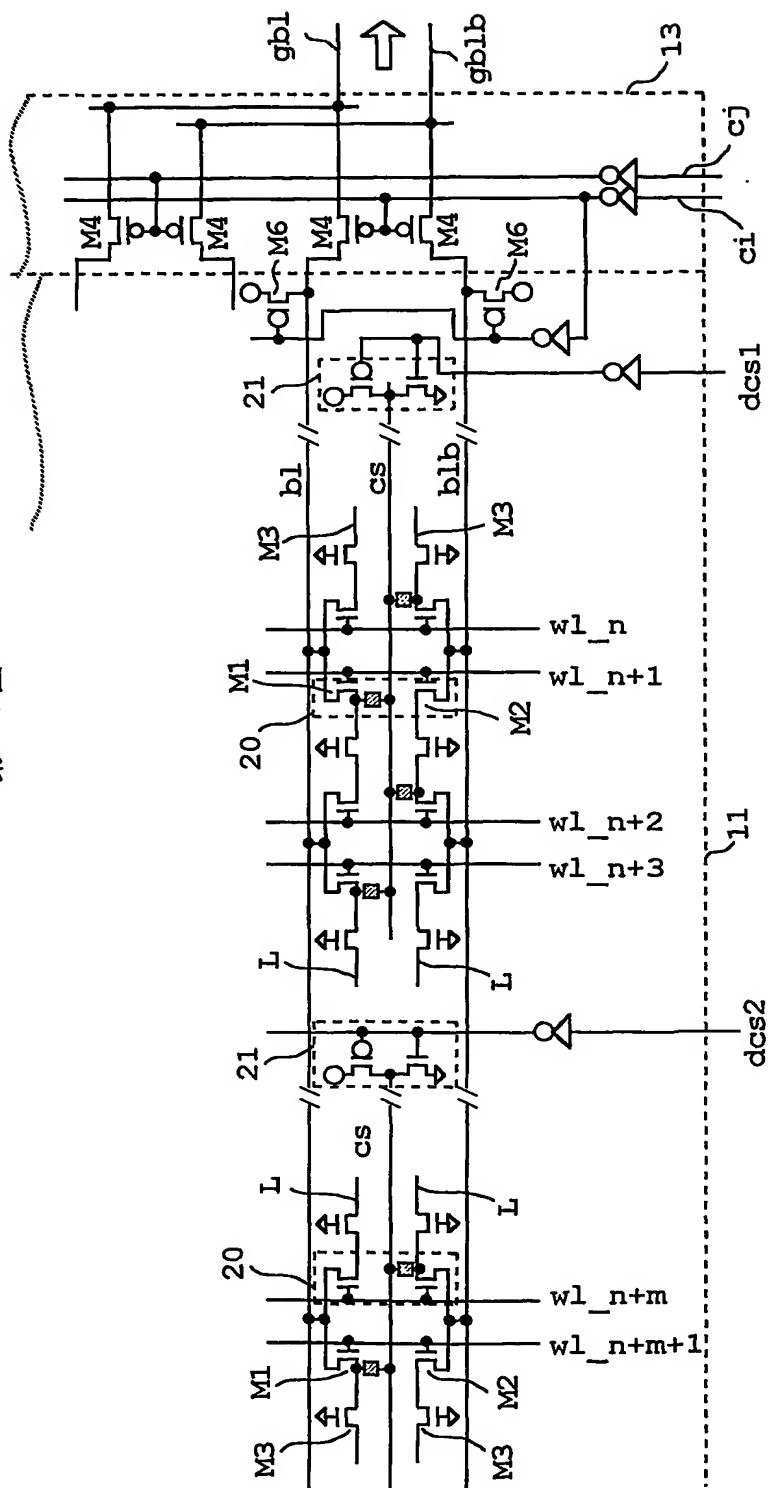 gbl
gblb
13
cj
ci
M4
M4
M4
M4
M6
M6
21
dcs1
bl
cs
blb
M3
M3
wl_n
wl_n+1
M1
20
M2
wl_n+2
wl_n+3
11
L
L
21
dcs2
cs
L
L
20
wl_n+m
wl_n+m+1
M1
M2
M3
M3